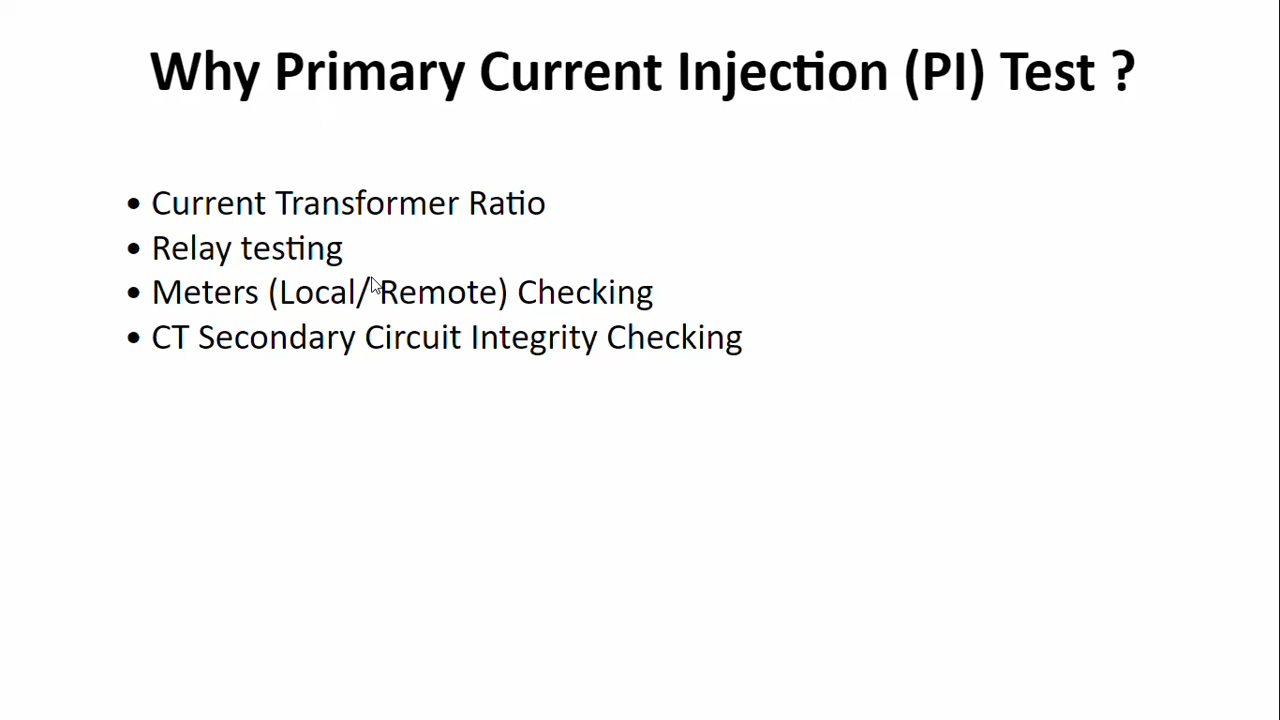 Why Primary Current Injection (PI) Test ?
• Current Transformer Ratio
• Relay testing
• Meters (Local/ Remote) Checking
• CT Secondary Circuit Integrity Checking